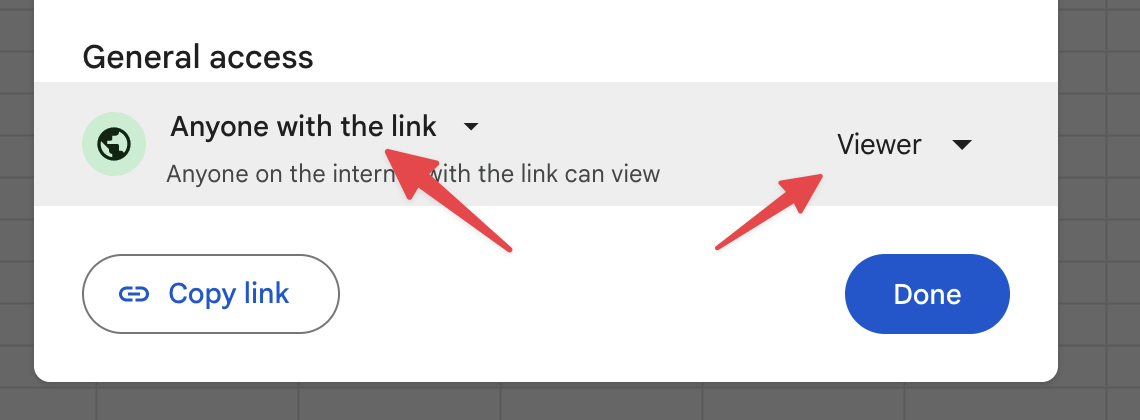 General access
Anyone with the link
Anyone on the intern with the link can view
Viewer
Copy link
Done